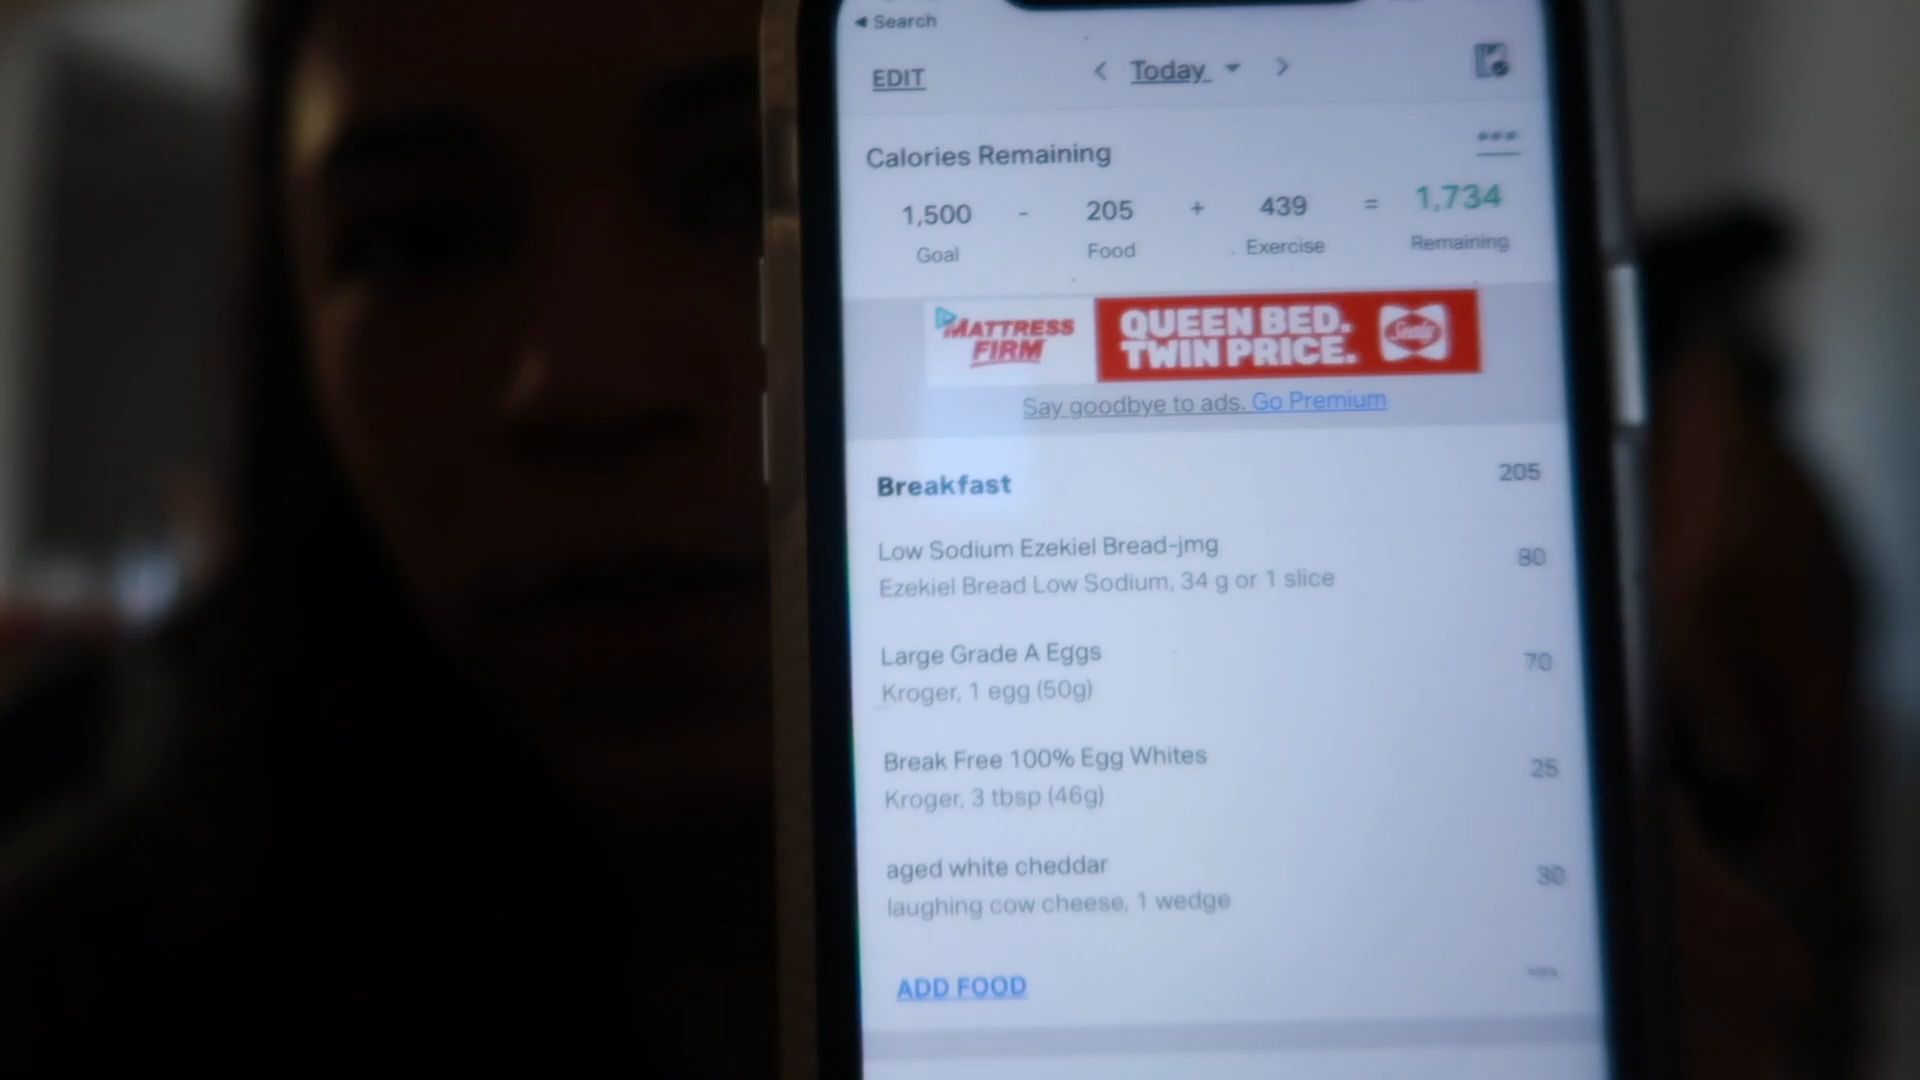 ◀ Search
EDIT
< Today >
Calories Remaining
1,500 - 205 + 439 = 1,734
Goal Food Exercise Remaining
MATTRESS FIRM
QUEEN BED.
TWIN PRICE.
Sealy
Say goodbye to ads. Go Premium
Breakfast 205
Low Sodium Ezekiel Bread-jmg 80
Ezekiel Bread Low Sodium, 34 g or 1 slice
Large Grade A Eggs 70
Kroger, 1 egg (50g)
Break Free 100% Egg Whites 25
Kroger, 3 tbsp (46g)
aged white cheddar 30
laughing cow cheese, 1 wedge
ADD FOOD